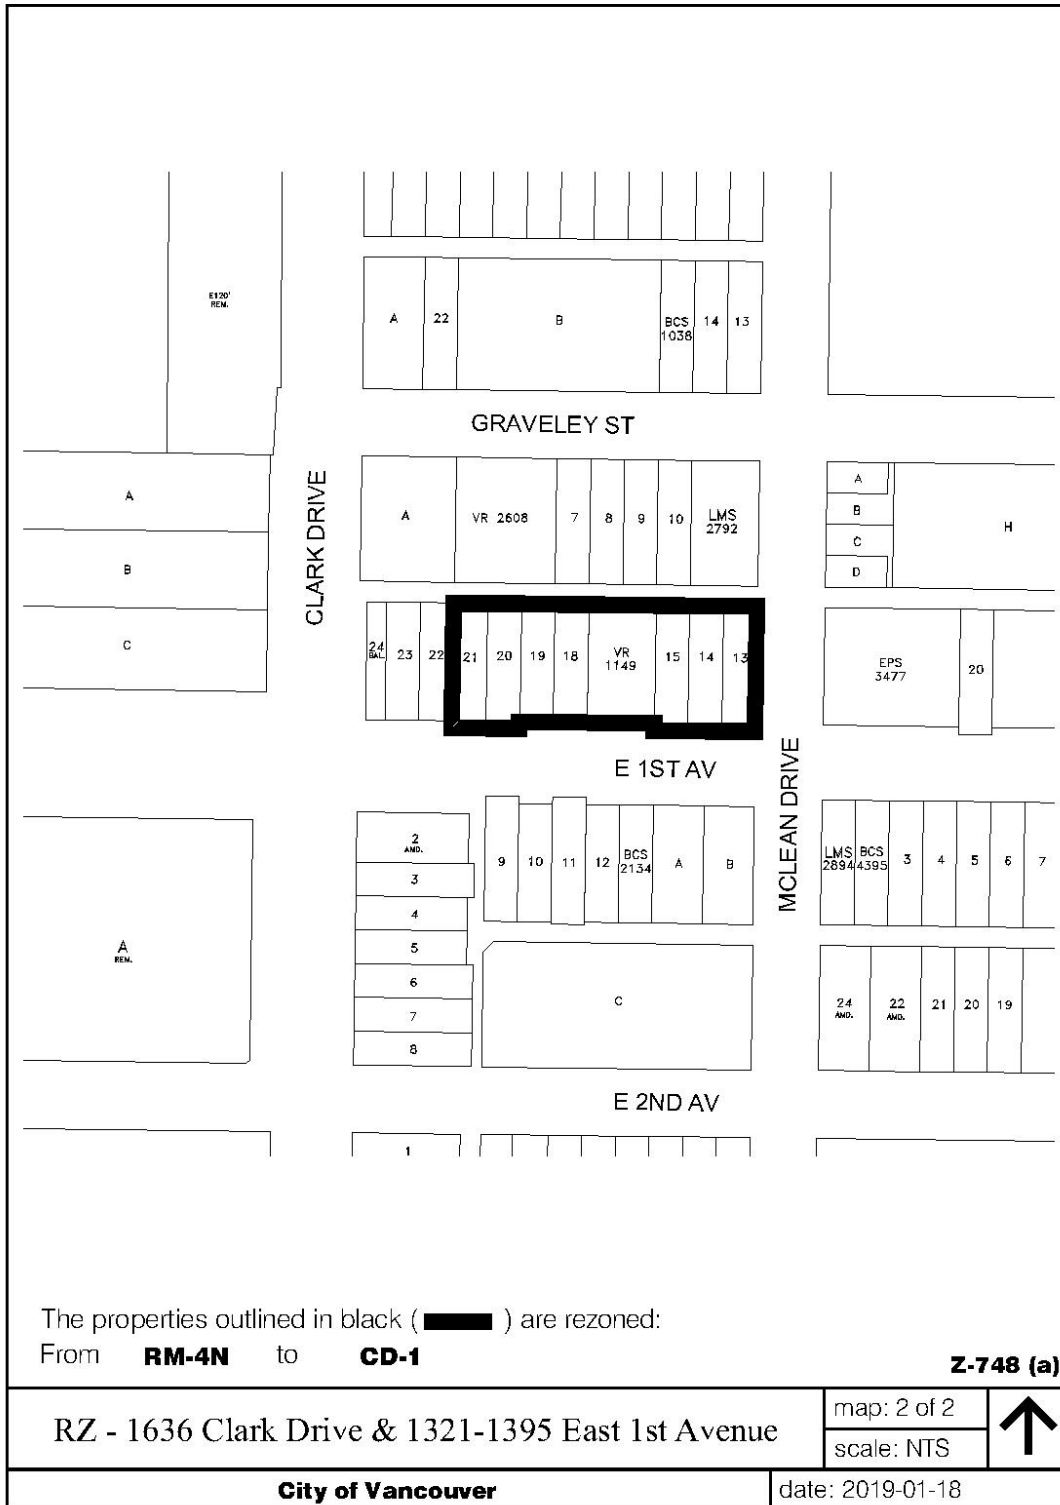 E120'
REM.
A
22
B
BCS
1038
14
13
GRAVELEY ST
CLARK DRIVE
A
B
C
A
VR 2608
7
8
9
10
LMS
2792
A
B
C
D
H
24
BAL.
23
22
21
20
19
18
VR
1149
15
14
13
EPS
3477
20
E 1ST AV
MCLEAN DRIVE
A
REM.
2
AMD.
3
4
5
6
7
8
9
10
11
12
BCS
2134
A
B
LMS
2894
BCS
4395
3
4
5
6
7
C
24
AMD.
22
AMD.
21
20
19
E 2ND AV
1
The properties outlined in black ( ) are rezoned:
From RM-4N to CD-1
Z-748 (a)
RZ - 1636 Clark Drive & 1321-1395 East 1st Avenue
map: 2 of 2
scale: NTS
City of Vancouver
date: 2019-01-18